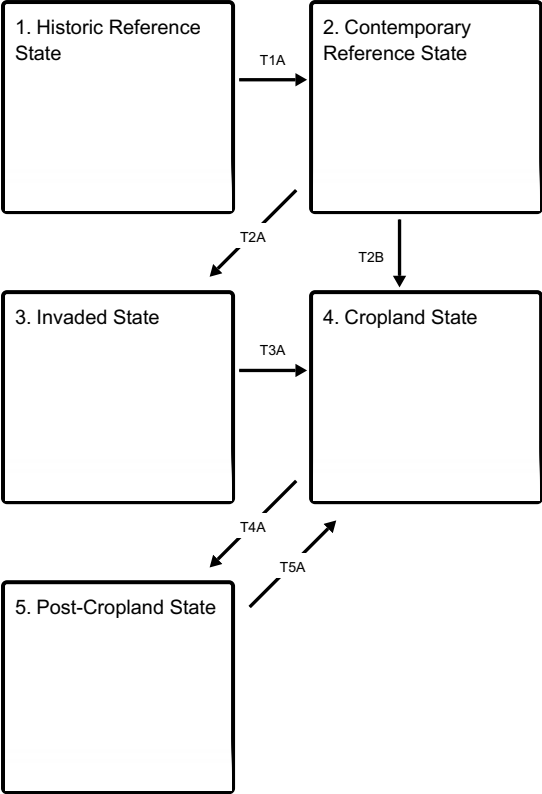 1. Historic Reference
State
T1A
2. Contemporary
Reference State
T2A
T2B
3. Invaded State
T3A
4. Cropland State
T4A
T5A
5. Post-Cropland State